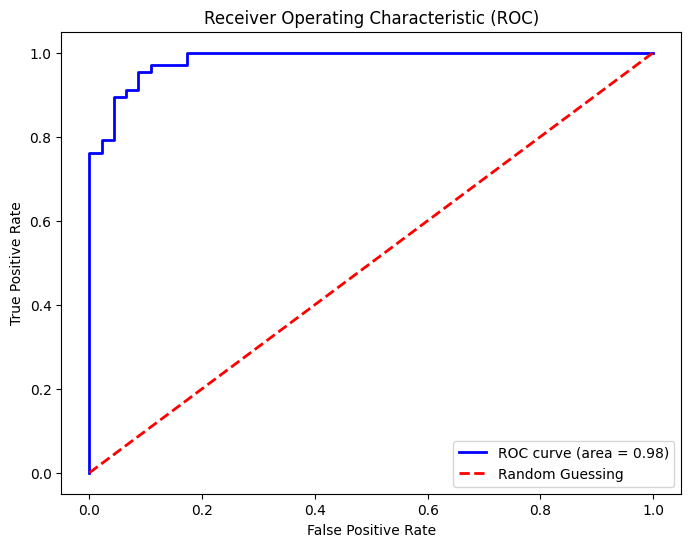 Receiver Operating Characteristic (ROC)
True Positive Rate
1.0
0.8
0.6
0.4
0.2
0.0
ROC curve (area = 0.98)
Random Guessing
0.0 0.2 0.4 0.6 0.8 1.0
False Positive Rate